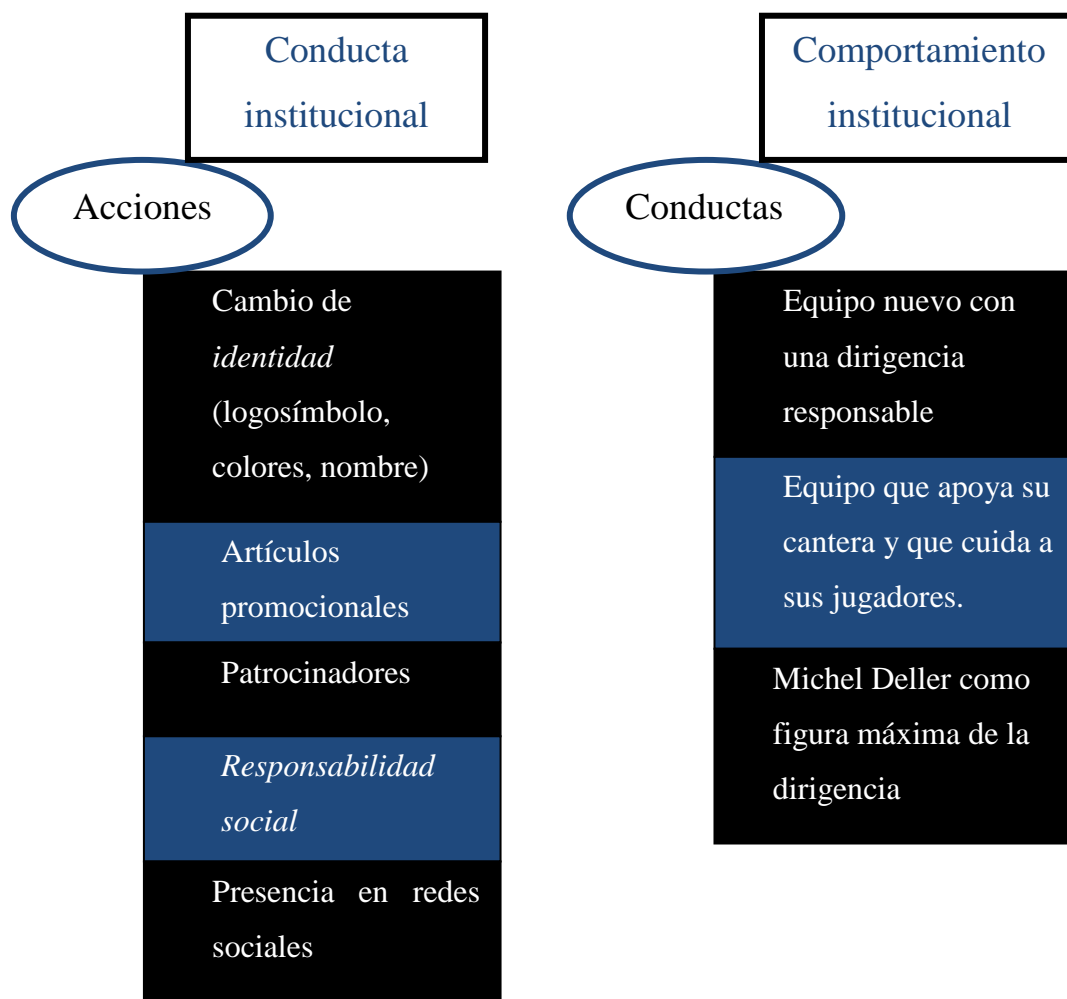 Conducta
institucional
Acciones
Cambio de
identidad
(logosímbolo,
colores, nombre)
Artículos
promocionales
Patrocinadores
Responsabilidad
social
Presencia en redes
sociales
Comportamiento
institucional
Conductas
Equipo nuevo con
una dirigencia
responsable
Equipo que apoya su
cantera y que cuida a
sus jugadores.
Michel Deller como
figura máxima de la
dirigencia